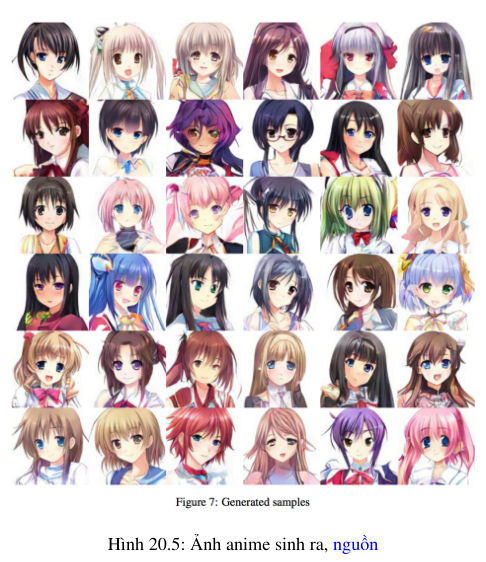 Figure 7: Generated samples
Hình 20.5: Ảnh anime sinh ra, nguồn